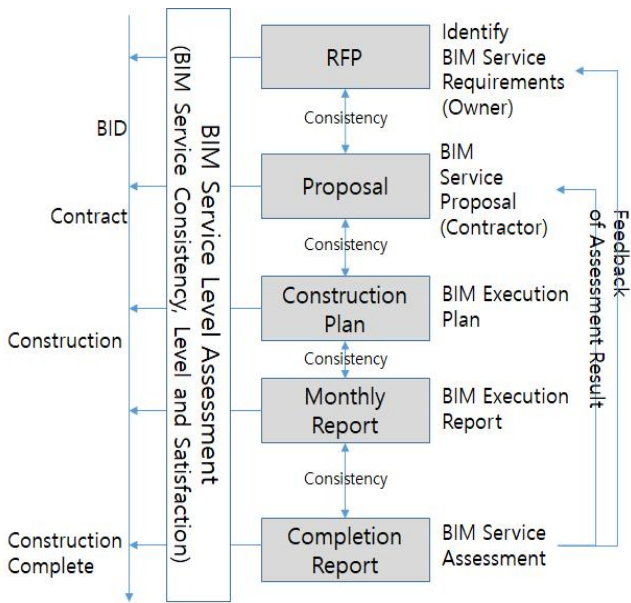 BID
Contract
Construction
Construction
Complete
BIM Service Level Assessment
(BIM Service Consistency, Level and Satisfaction)
RFP
Consistency
Proposal
Consistency
Construction
Plan
Consistency
Monthly
Report
Consistency
Completion
Report
Identify
BIM Service
Requirements
(Owner)
BIM
Service
Proposal
(Contractor)
BIM Execution
Plan
BIM Execution
Report
BIM Service
Assessment
Feedback
of Assessment Result